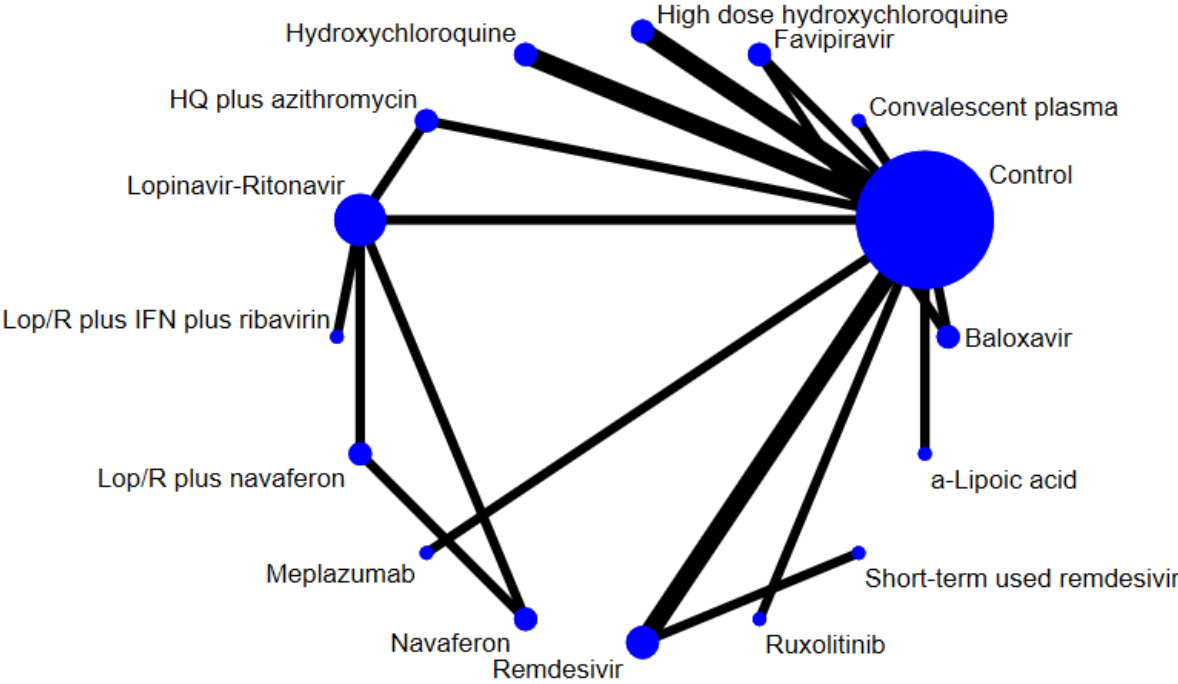 High dose hydroxychloroquine
Hydroxychloroquine
Favipiravir
HQ plus azithromycin
Convalescent plasma
Control
Lopinavir-Ritonavir
Lop/R plus IFN plus ribavirin
Baloxavir
Lop/R plus navaferon
a-Lipoic acid
Meplazumab
Short-term used remdesivir
Navaferon
Ruxolitinib
Remdesivir